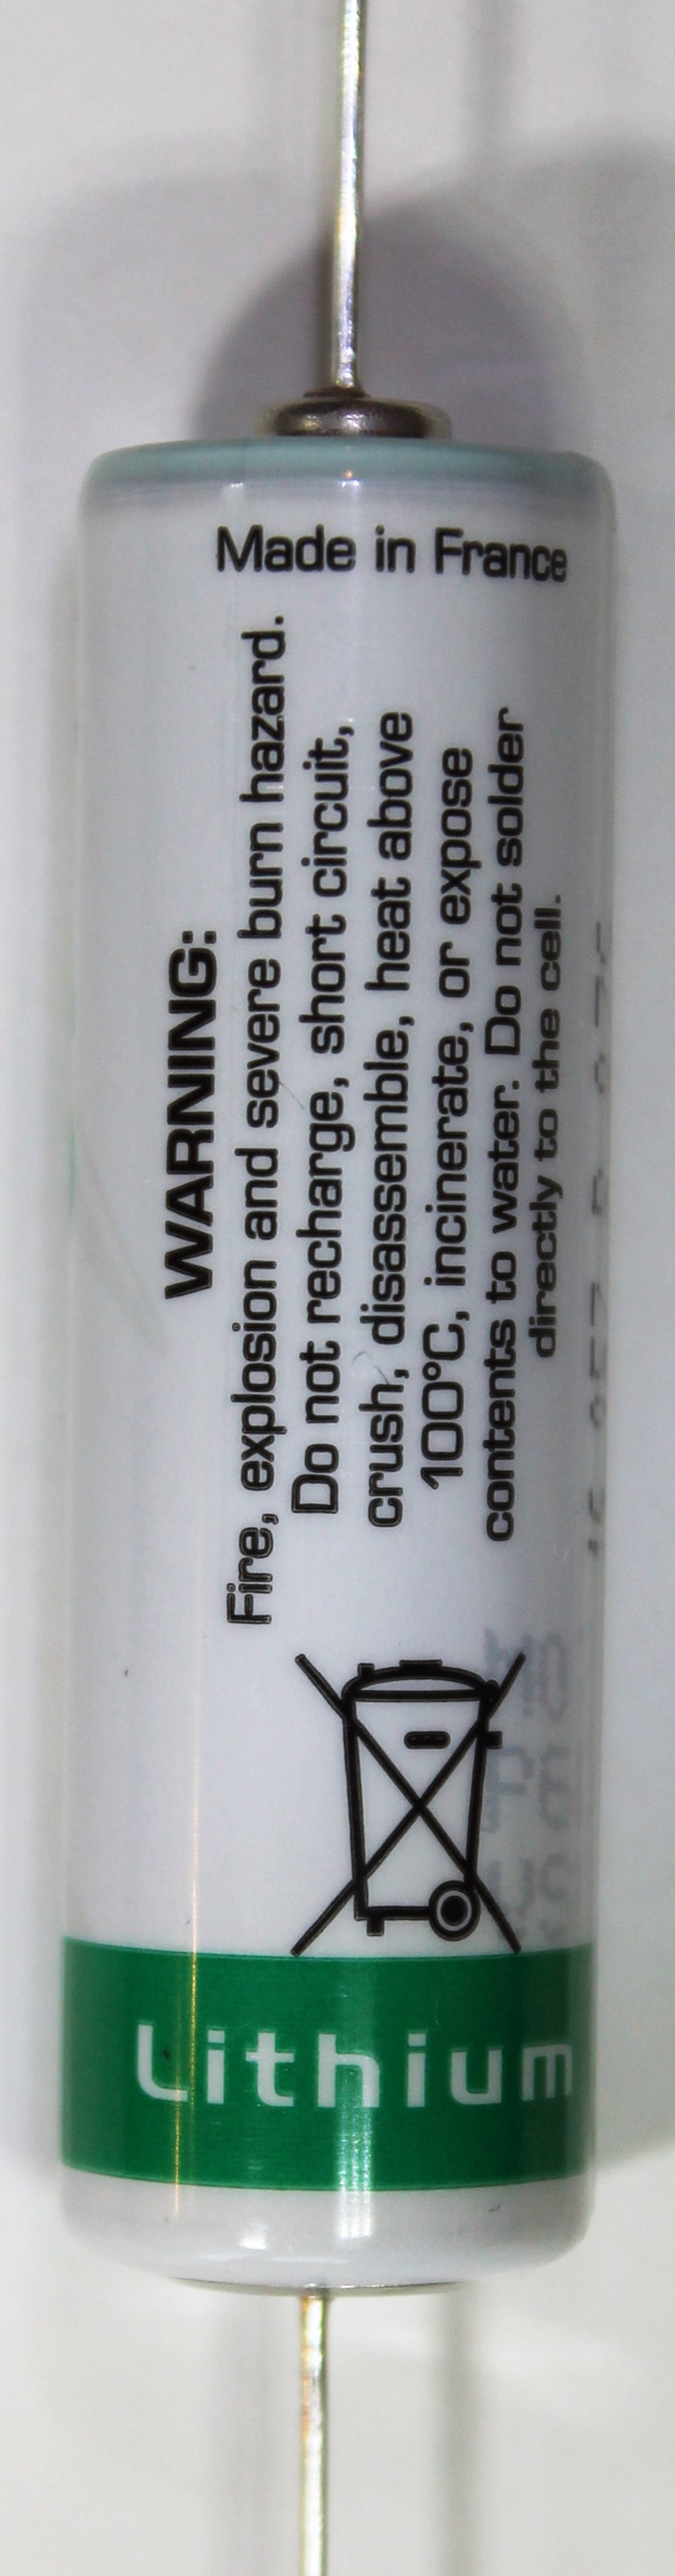 Made in France
WARNING:
Fire, explosion and severe burn hazard.
Do not recharge, short circuit,
crush, disassemble, heat above
100°C, incinerate, or expose
contents to water. Do not solder
directly to the cell.
Lithium